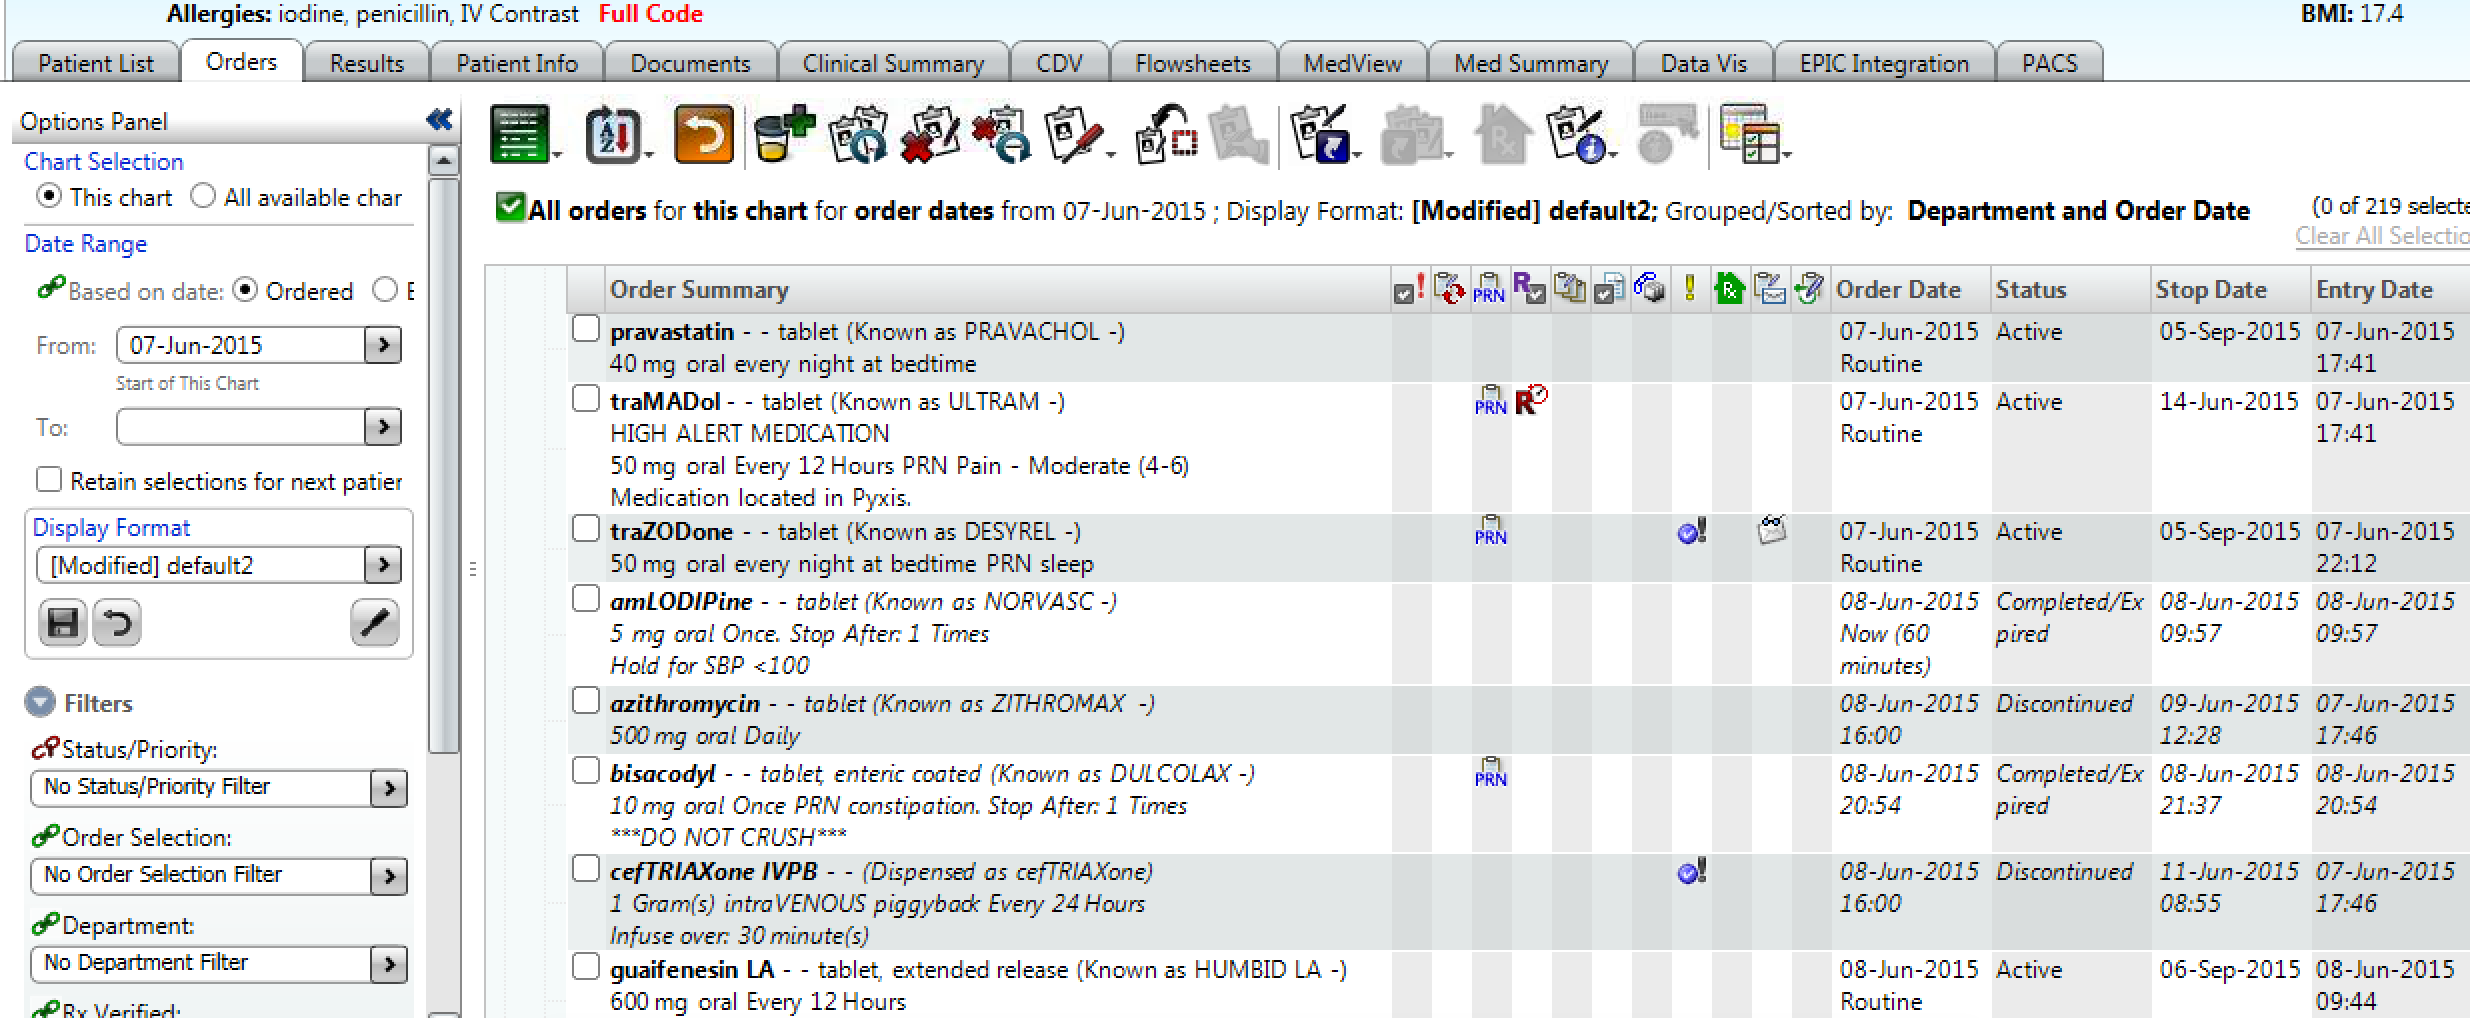 Allergies: iodine, penicillin, IV Contrast Full Code BMI: 17.4
Patient List Orders Results Patient Info Documents Clinical Summary CDV Flowsheets MedView Med Summary Data Vis EPIC Integration PACS
Options Panel
Chart Selection
This chart All available char
Date Range
Based on date: Ordered E
From: 07-Jun-2015
Start of This Chart
To:
Retain selections for next patier
Display Format
[Modified] default2
Filters
Status/Priority:
No Status/Priority Filter
Order Selection:
No Order Selection Filter
Department:
No Department Filter
Rx Verified:
All orders for this chart for order dates from 07-Jun-2015 ; Display Format: [Modified] default2; Grouped/Sorted by: Department and Order Date (0 of 219 selecte
Clear All Selectio
Order Summary PRN Order Date Status Stop Date Entry Date
pravastatin - - tablet (Known as PRAVACHOL -) 07-Jun-2015 Active 05-Sep-2015 07-Jun-2015
40 mg oral every night at bedtime Routine 17:41
traMADol - - tablet (Known as ULTRAM -) PRN R 07-Jun-2015 Active 14-Jun-2015 07-Jun-2015
HIGH ALERT MEDICATION Routine 17:41
50 mg oral Every 12 Hours PRN Pain - Moderate (4-6)
Medication located in Pyxis.
traZODone - - tablet (Known as DESYREL -) PRN 07-Jun-2015 Active 05-Sep-2015 07-Jun-2015
50 mg oral every night at bedtime PRN sleep Routine 22:12
amLODIPine - - tablet (Known as NORVASC -) 08-Jun-2015 Completed/Ex 08-Jun-2015 08-Jun-2015
5 mg oral Once. Stop After: 1 Times Now (60 pired 09:57 09:57
Hold for SBP <100 minutes)
azithromycin - - tablet (Known as ZITHROMAX -) 08-Jun-2015 Discontinued 09-Jun-2015 07-Jun-2015
500 mg oral Daily 16:00 12:28 17:46
bisacodyl - - tablet, enteric coated (Known as DULCOLAX -) PRN 08-Jun-2015 Completed/Ex 08-Jun-2015 08-Jun-2015
10 mg oral Once PRN constipation. Stop After: 1 Times 20:54 pired 21:37 20:54
***DO NOT CRUSH***
cefTRIAXone IVPB - - (Dispensed as cefTRIAXone) 08-Jun-2015 Discontinued 11-Jun-2015 07-Jun-2015
1 Gram(s) intraVENOUS piggyback Every 24 Hours 16:00 08:55 17:46
Infuse over: 30 minute(s)
guaifenesin LA - - tablet, extended release (Known as HUMBID LA -) 08-Jun-2015 Active 06-Sep-2015 08-Jun-2015
600 mg oral Every 12 Hours Routine 09:44